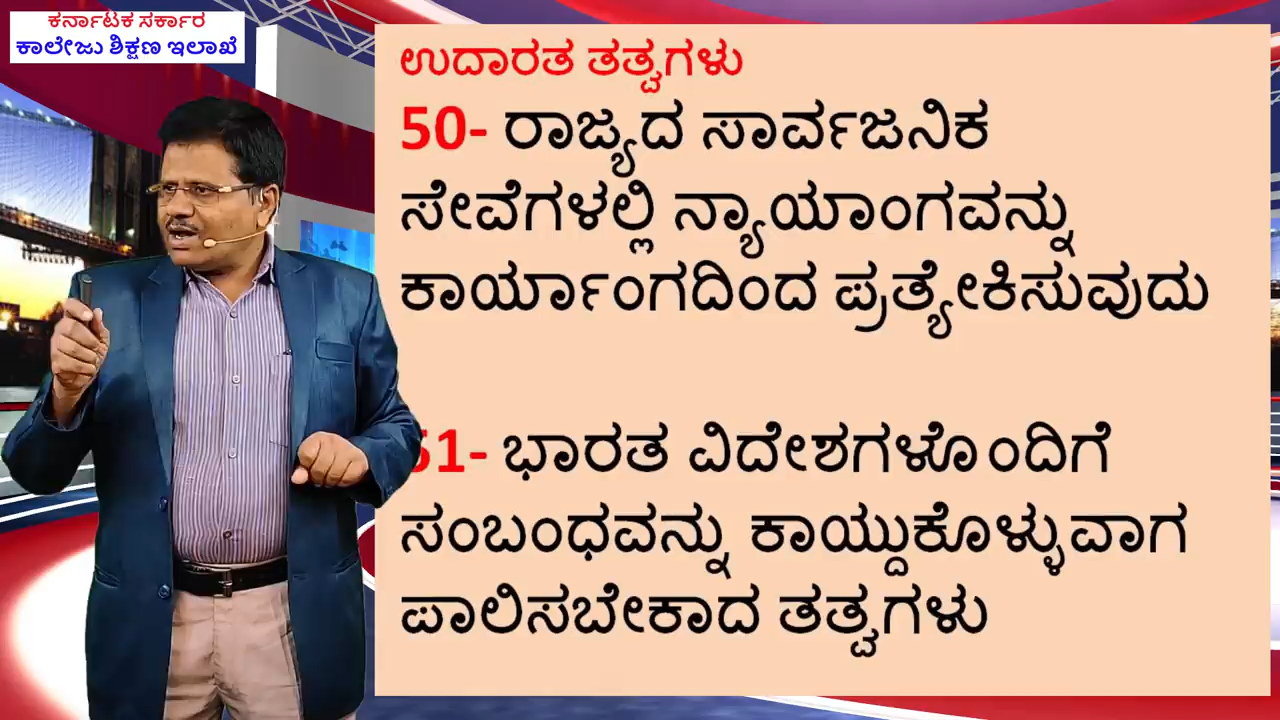 ಕರ್ನಾಟಕ ಸರ್ಕಾರ
ಕಾಲೇಜು ಶಿಕ್ಷಣ ಇಲಾಖೆ
ಉದಾರತ ತತ್ವಗಳು
50- ರಾಜ್ಯದ ಸಾರ್ವಜನಿಕ
ಸೇವೆಗಳಲ್ಲಿ ನ್ಯಾಯಾಂಗವನ್ನು
ಕಾರ್ಯಾಂಗದಿಂದ ಪ್ರತ್ಯೇಕಿಸುವುದು
51- ಭಾರತ ವಿದೇಶಗಳೊಂದಿಗೆ
ಸಂಬಂಧವನ್ನು ಕಾಯ್ದುಕೊಳ್ಳುವಾಗ
ಪಾಲಿಸಬೇಕಾದ ತತ್ವಗಳು